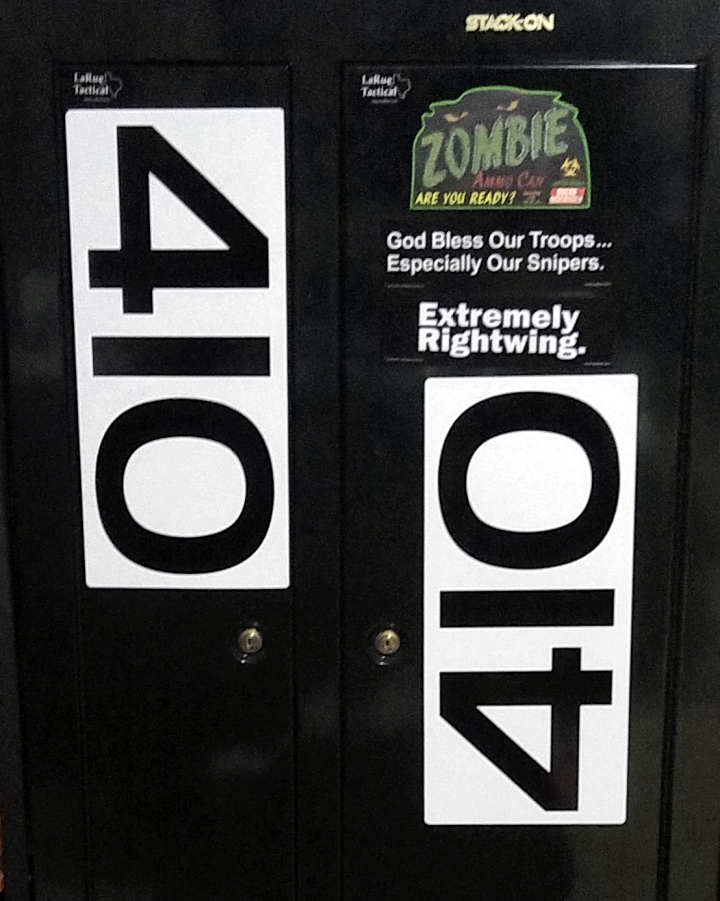 STACK-ON
LaRue
Tactical
410
LaRue
Tactical
ZOMBIE
AMMO CAN
ARE YOU READY?
God Bless Our Troops...
Especially Our Snipers.
Extremely
Rightwing.
410